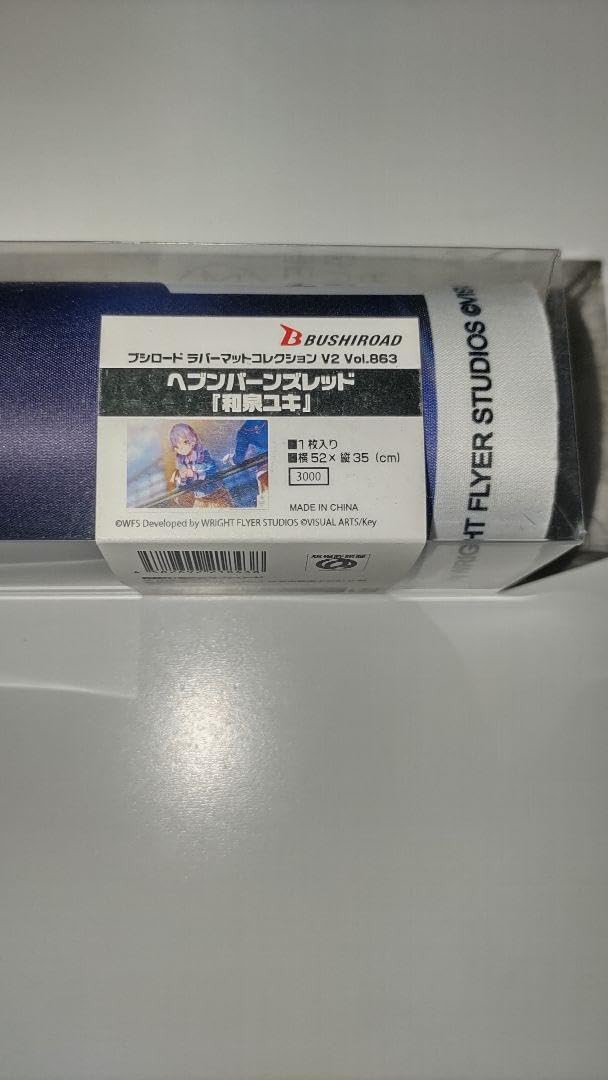 BUSHIROAD
ブシロード ラバーマットコレクション V2 Vol.863
ヘブンバーンズレッド
『和泉ユキ』
■1枚入り
■横52×縦35(cm)
3000
MADE IN CHINA
©WFS Developed by WRIGHT FLYER STUDIOS ©VISUAL ARTS/Key
WRIGHT FLYER STUDIOS ©VIS